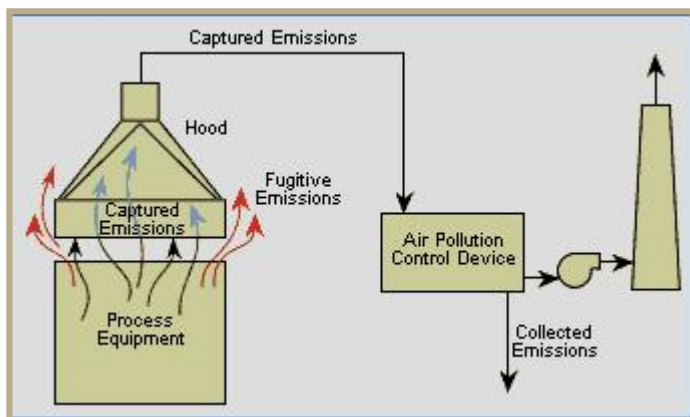 Captured Emissions
Hood
Fugitive
Emissions
Captured
Emissions
Air Pollution
Control Device
Process
Equipment
Collected
Emissions